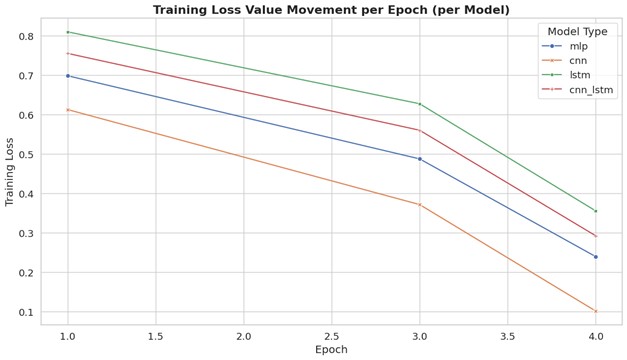 Training Loss Value Movement per Epoch (per Model)
Training Loss
0.8
0.7
0.6
0.5
0.4
0.3
0.2
0.1
Model Type
mlp
cnn
lstm
cnn_lstm
1.0 1.5 2.0 2.5 3.0 3.5 4.0
Epoch